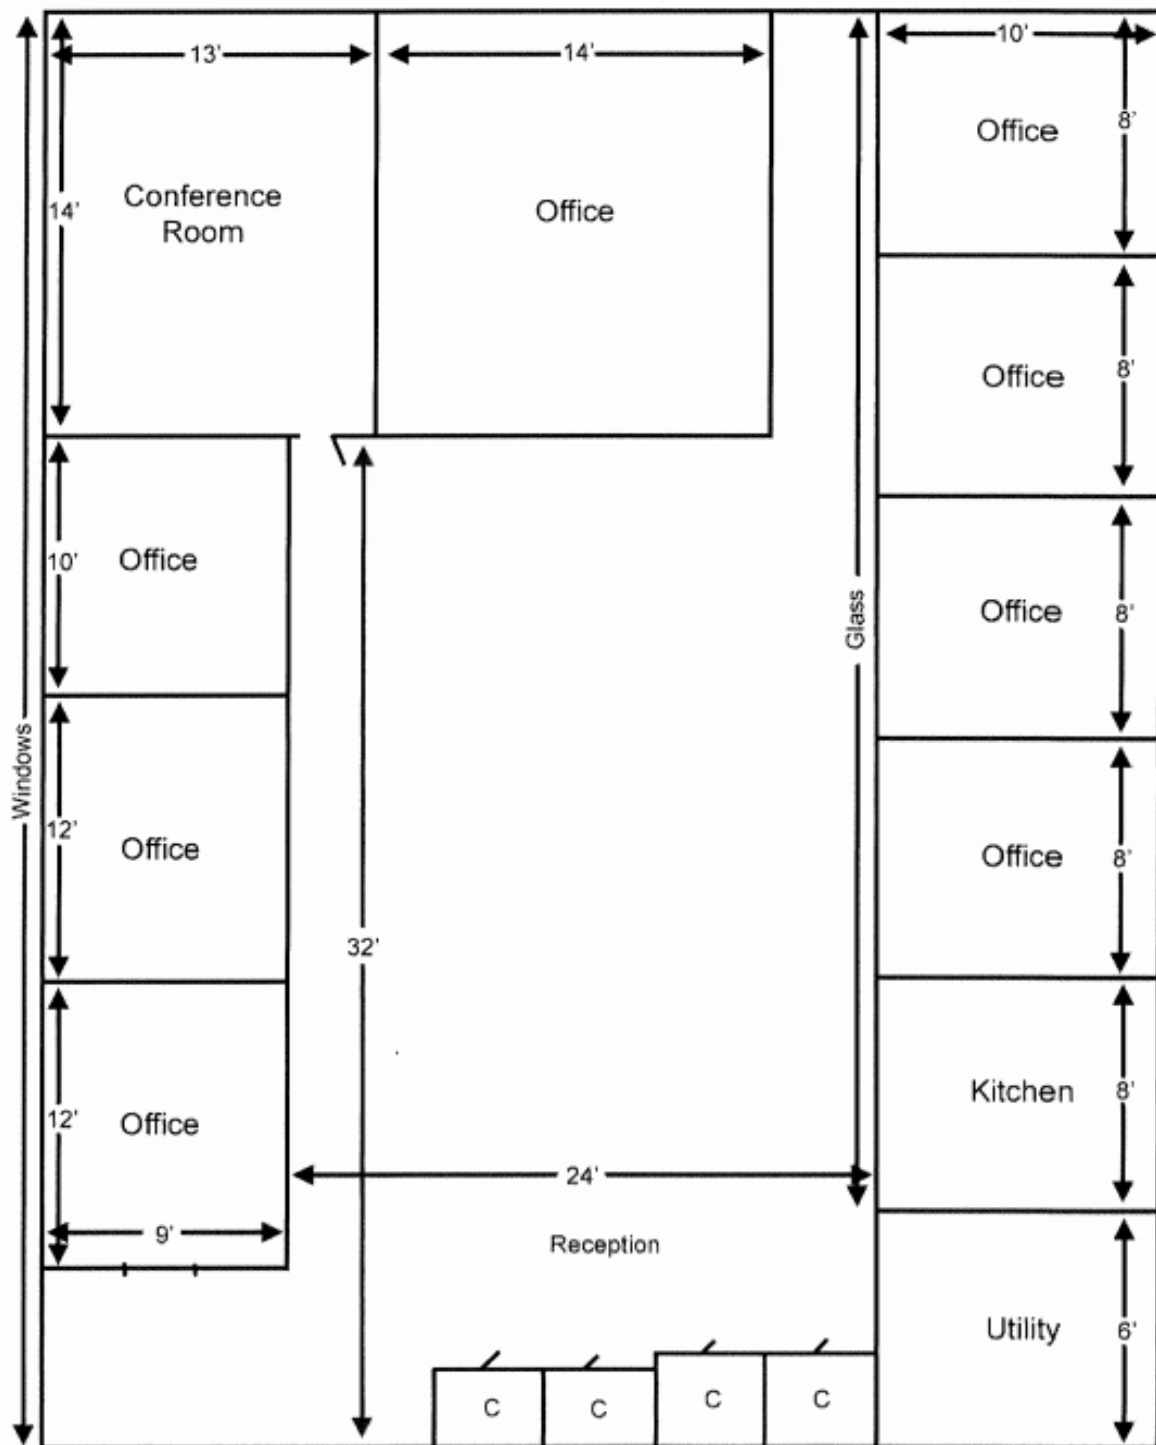 13'
14'
10'
Office
8'
Conference
Room
14'
Office
Office
8'
10'
Office
Office
8'
Glass
Windows
12'
Office
Office
8'
32'
12'
Office
Kitchen
8'
24'
9'
Reception
Utility
6'
C
C
C
C